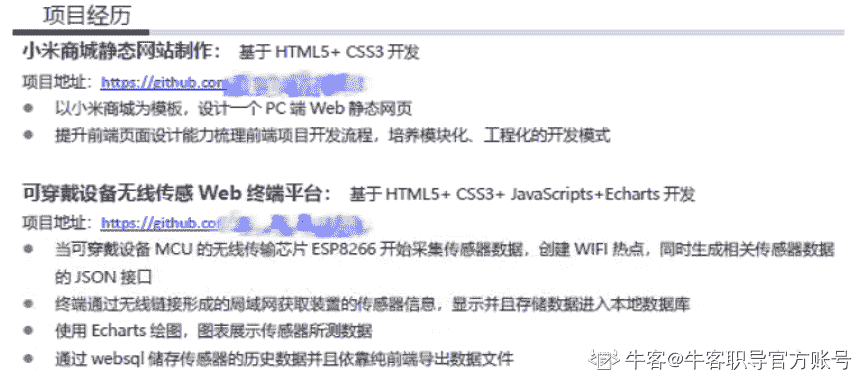 项目经历
小米商城静态网站制作： 基于 HTML5+ CSS3 开发
项目地址：https://github.com
以小米商城为模板，设计一个 PC 端 Web 静态网页
提升前端页面设计能力梳理前端项目开发流程，培养模块化、工程化的开发模式
可穿戴设备无线传感 Web 终端平台： 基于 HTML5+ CSS3+ JavaScripts+Echarts 开发
项目地址：https://github.co
当可穿戴设备 MCU 的无线传输芯片 ESP8266 开始采集传感器数据，创建 WIFI 热点，同时生成相关传感器数据
的 JSON 接口
终端通过无线链接形成的局域网获取装置的传感器信息，显示并且存储数据进入本地数据库
使用 Echarts 绘图，图表展示传感器所测数据
通过 websql 储存传感器的历史数据并且依靠纯前端导出数据文件
牛客@牛客职导官方账号